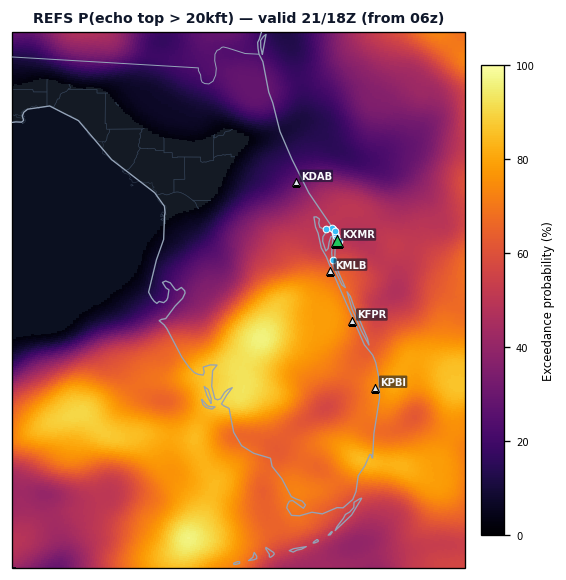 REFS P(echo top > 20kft) — valid 21/18Z (from 06z)
KDAB
KXMR
KMLB
KFPR
KPBI
100
80
60
40
20
0
Exceedance probability (%)